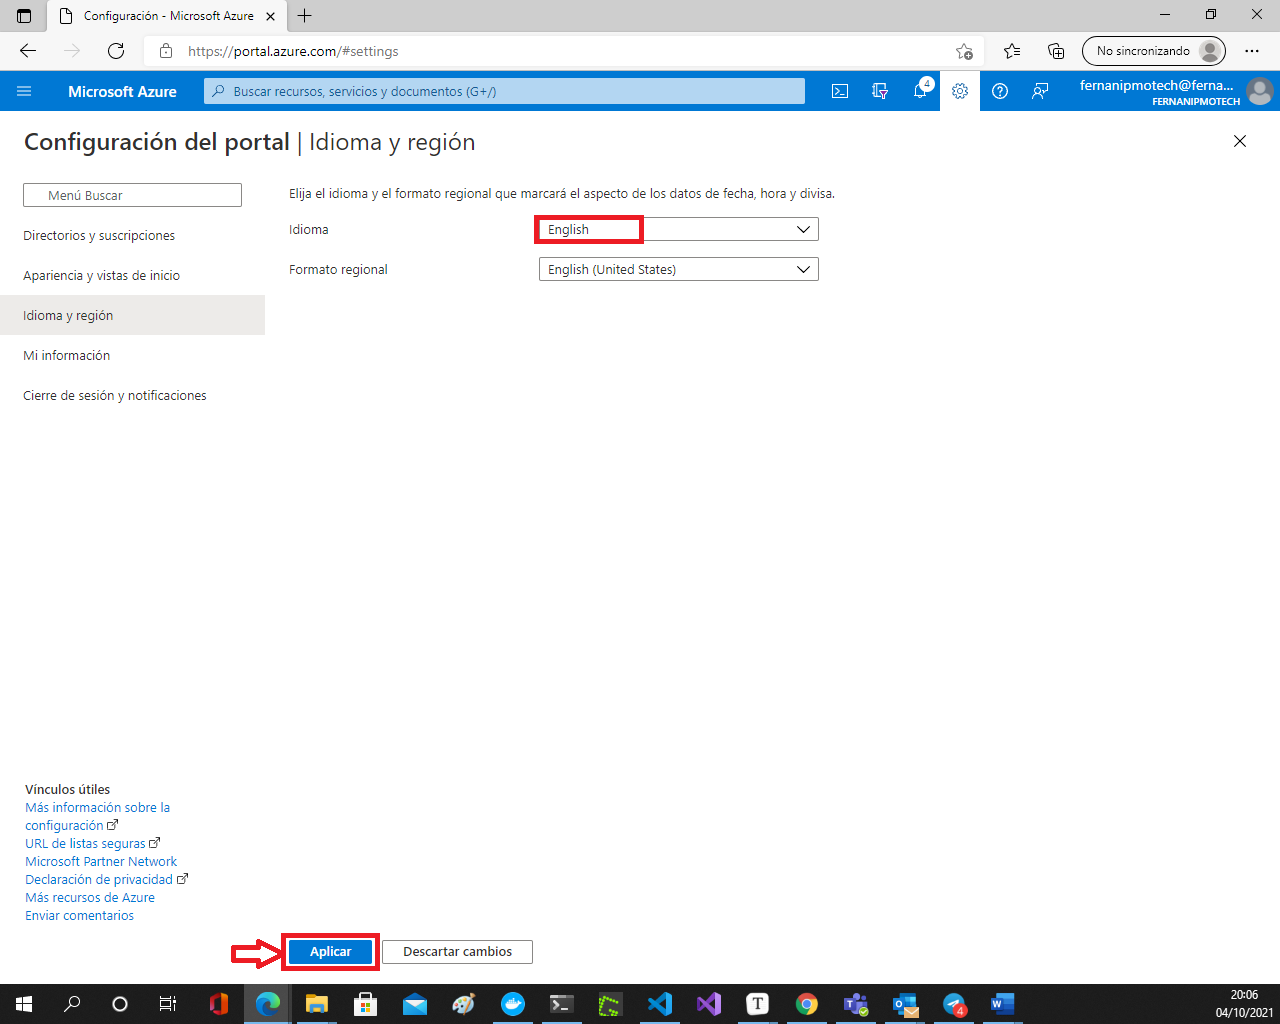 Configuración - Microsoft Azure
https://portal.azure.com/#settings
No sincronizando
Microsoft Azure
Buscar recursos, servicios y documentos (G+/)
4
fernanipmotech@ferna...
FERNANIPMOTECH
Configuración del portal | Idioma y región
Menú Buscar
Directorios y suscripciones
Apariencia y vistas de inicio
Idioma y región
Mi información
Cierre de sesión y notificaciones
Elija el idioma y el formato regional que marcará el aspecto de los datos de fecha, hora y divisa.
Idioma
English
Formato regional
English (United States)
Vínculos útiles
Más información sobre la
configuración
URL de listas seguras
Microsoft Partner Network
Declaración de privacidad
Más recursos de Azure
Enviar comentarios
Aplicar
Descartar cambios
T
4
20:06
04/10/2021